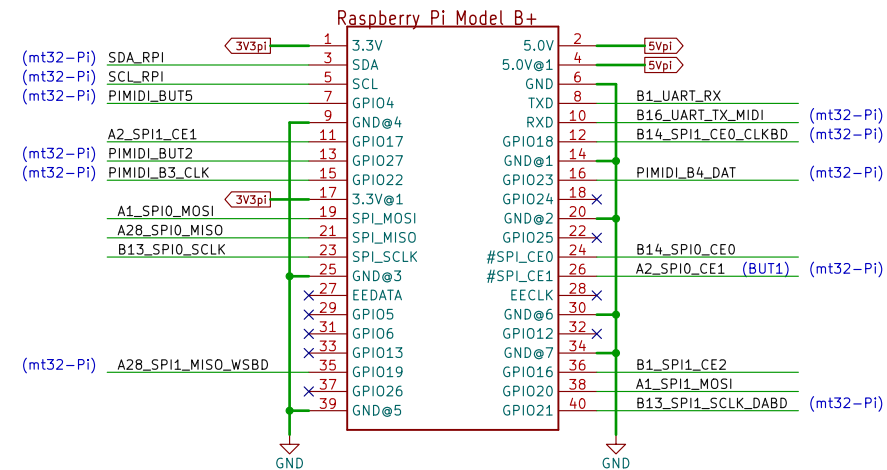 Raspberry Pi Model B+
3V3pi 1 3.3V 5.0V 2 5Vpi
(mt32-Pi) SDA_RPI 3 SDA 5.0V@1 4 5Vpi
(mt32-Pi) SCL_RPI 5 SCL GND 6
(mt32-Pi) PIMIDI_BUT5 7 GPIO4 TXD 8 B1_UART_RX
9 GND@4 RXD 10 B16_UART_TX_MIDI (mt32-Pi)
A2_SPI1_CE1 11 GPIO17 GPIO18 12 B14_SPI1_CE0_CLKBD (mt32-Pi)
(mt32-Pi) PIMIDI_BUT2 13 GPIO27 GND@1 14
(mt32-Pi) PIMIDI_B3_CLK 15 GPIO22 GPIO23 16 PIMIDI_B4_DAT (mt32-Pi)
3V3pi 17 3.3V@1 GPIO24 18
A1_SPI0_MOSI 19 SPI_MOSI GND@2 20
A28_SPI0_MISO 21 SPI_MISO GPIO25 22
B13_SPI0_SCLK 23 SPI_SCLK #SPI_CE0 24 B14_SPI0_CE0
25 GND@3 #SPI_CE1 26 A2_SPI0_CE1 (BUT1) (mt32-Pi)
27 EEDATA EECLK 28
29 GPIO5 GND@6 30
31 GPIO6 GPIO12 32
33 GPIO13 GND@7 34
(mt32-Pi) A28_SPI1_MISO_WSBD 35 GPIO19 GPIO16 36 B1_SPI1_CE2
37 GPIO26 GPIO20 38 A1_SPI1_MOSI
39 GND@5 GPIO21 40 B13_SPI1_SCLK_DABD (mt32-Pi)
GND GND